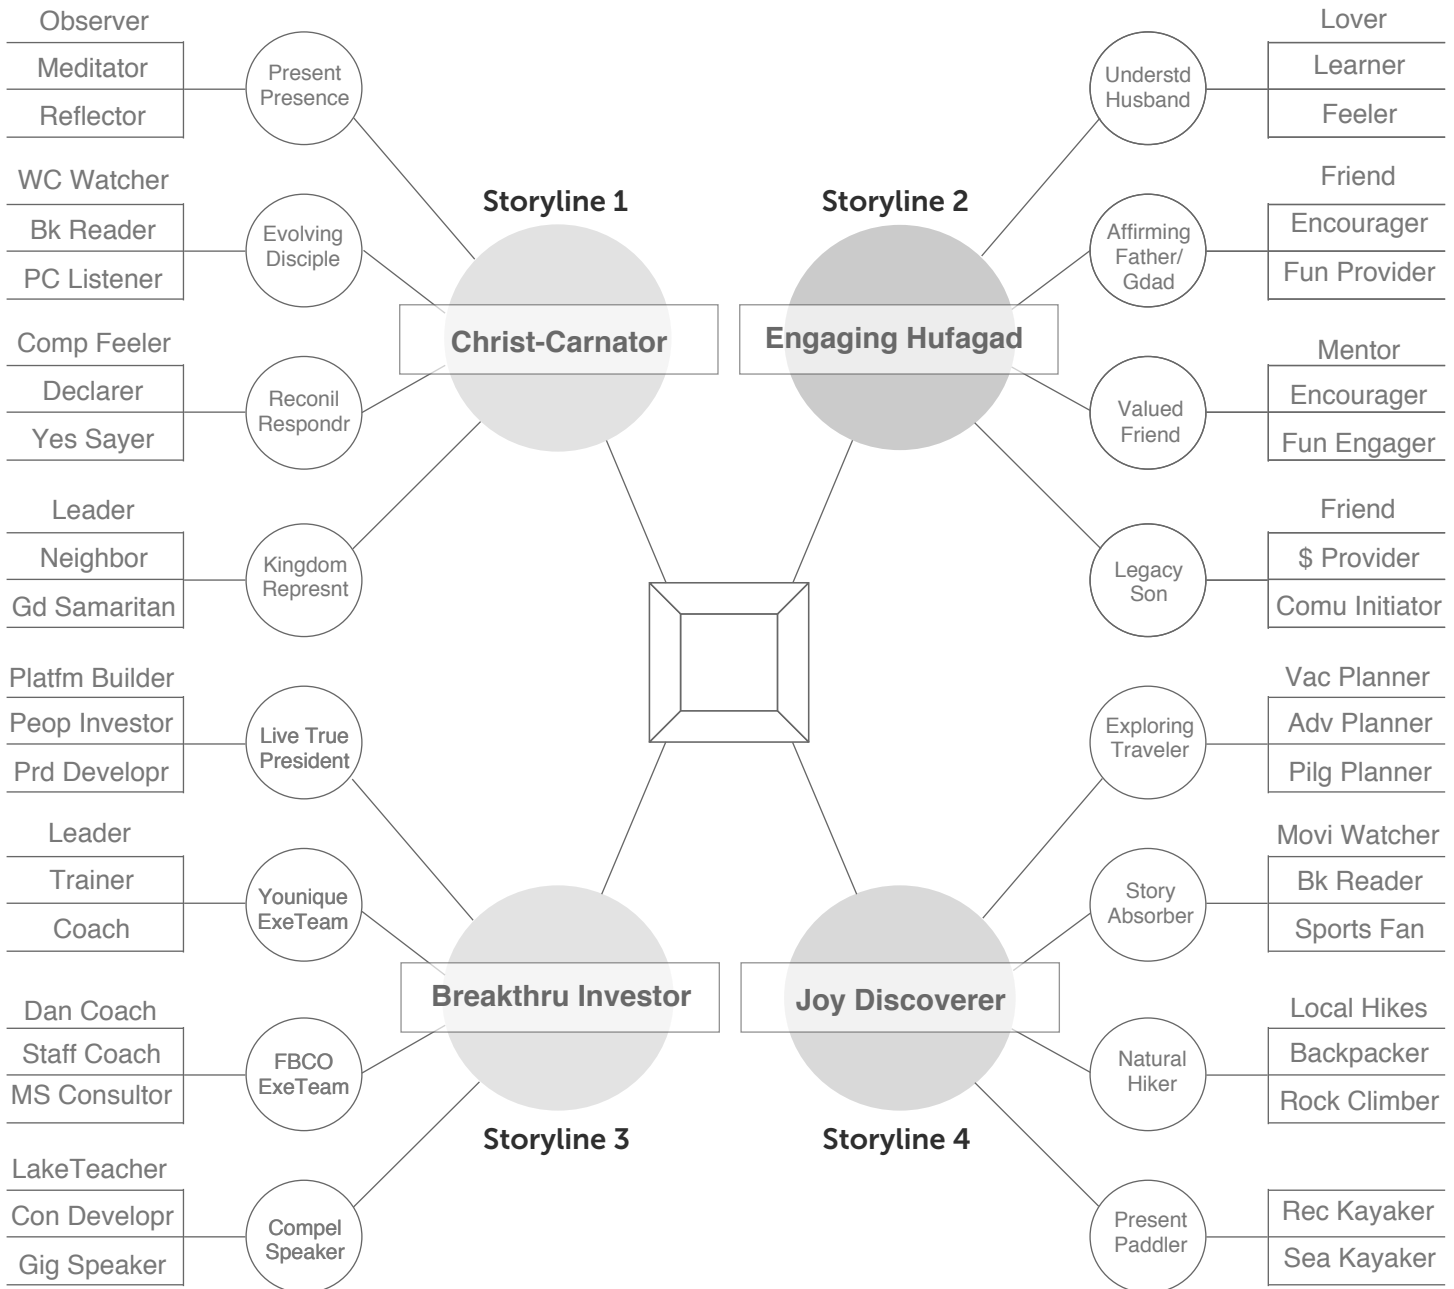 Observer
Meditator
Reflector
Present
Presence
WC Watcher
Bk Reader
PC Listener
Evolving
Disciple
Comp Feeler
Declarer
Yes Sayer
Reconil
Respondr
Leader
Neighbor
Gd Samaritan
Kingdom
Represnt
Storyline 1
Christ-Carnator
Storyline 2
Engaging Hufagad
Understd
Husband
Lover
Learner
Feeler
Affirming
Father/
Gdad
Friend
Encourager
Fun Provider
Valued
Friend
Mentor
Encourager
Fun Engager
Legacy
Son
Friend
$ Provider
Comu Initiator
Platfm Builder
Peop Investor
Prd Developr
Live True
President
Leader
Trainer
Coach
Younique
ExeTeam
Dan Coach
Staff Coach
MS Consultor
FBCO
ExeTeam
LakeTeacher
Con Developr
Gig Speaker
Compel
Speaker
Breakthru Investor
Storyline 3
Joy Discoverer
Storyline 4
Exploring
Traveler
Vac Planner
Adv Planner
Pilg Planner
Story
Absorber
Movi Watcher
Bk Reader
Sports Fan
Natural
Hiker
Local Hikes
Backpacker
Rock Climber
Present
Paddler
Rec Kayaker
Sea Kayaker